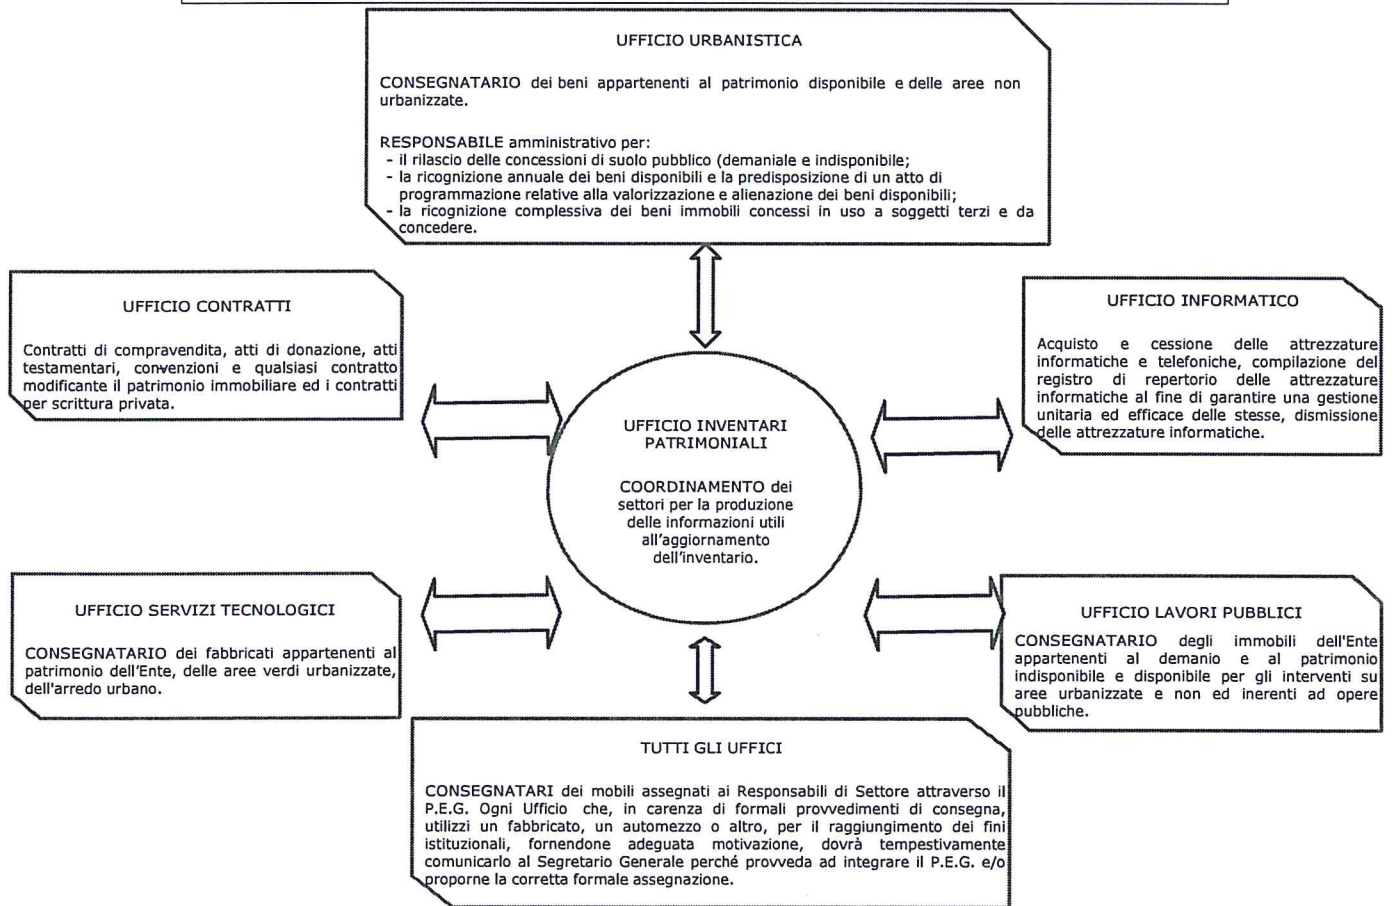 UFFICIO URBANISTICA
CONSEGNATARIO dei beni appartenenti al patrimonio disponibile e delle aree non
urbanizzate.
RESPONSABILE amministrativo per:
- il rilascio delle concessioni di suolo pubblico (demaniale e indisponibile;
- la ricognizione annuale dei beni disponibili e la predisposizione di un atto di
programmazione relative alla valorizzazione e alienazione dei beni disponibili;
- la ricognizione complessiva dei beni immobili concessi in uso a soggetti terzi e da
concedere.
UFFICIO CONTRATTI
Contratti di compravendita, atti di donazione, atti
testamentari, convenzioni e qualsiasi contratto
modificante il patrimonio immobiliare ed i contratti
per scrittura privata.
UFFICIO INFORMATICO
Acquisto e cessione delle attrezzature
informatiche e telefoniche, compilazione del
registro di repertorio delle attrezzature
informatiche al fine di garantire una gestione
unitaria ed efficace delle stesse, dismissione
delle attrezzature informatiche.
UFFICIO INVENTARI
PATRIMONIALI
COORDINAMENTO dei
settori per la produzione
delle informazioni utili
all'aggiornamento
dell'inventario.
UFFICIO SERVIZI TECNOLOGICI
CONSEGNATARIO dei fabbricati appartenenti al
patrimonio dell'Ente, delle aree verdi urbanizzate,
dell'arredo urbano.
UFFICIO LAVORI PUBBLICI
CONSEGNATARIO degli immobili dell'Ente
appartenenti al demanio e al patrimonio
indisponibile e disponibile per gli interventi su
aree urbanizzate e non ed inerenti ad opere
pubbliche.
TUTTI GLI UFFICI
CONSEGNATARI dei mobili assegnati ai Responsabili di Settore attraverso il
P.E.G. Ogni Ufficio che, in carenza di formali provvedimenti di consegna,
utilizzi un fabbricato, un automezzo o altro, per il raggiungimento dei fini
istituzionali, fornendone adeguata motivazione, dovrà tempestivamente
comunicarlo al Segretario Generale perché provveda ad integrare il P.E.G. e/o
proporne la corretta formale assegnazione.